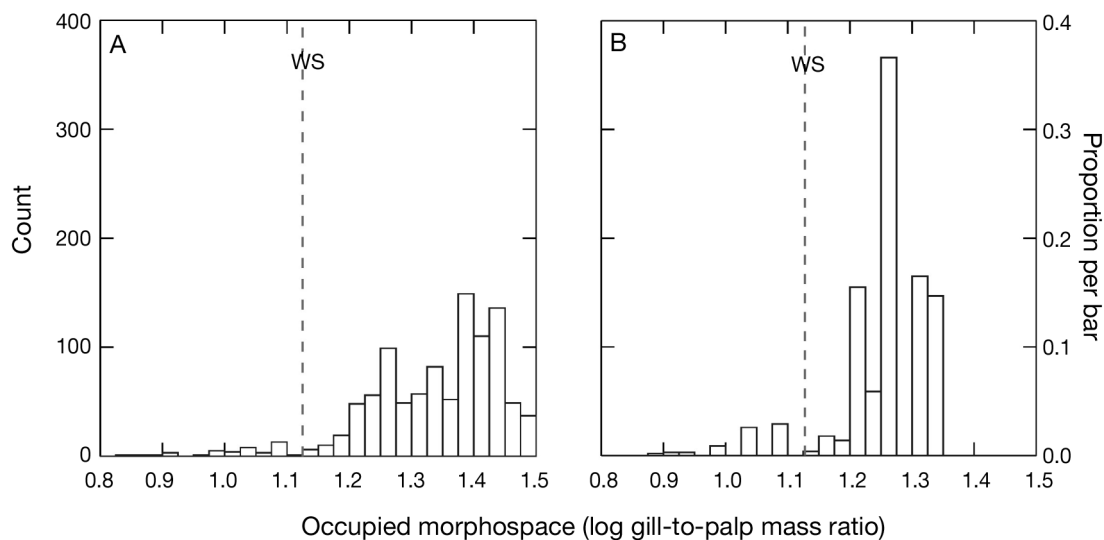 A
WS
400
300
200
100
0
Count
0.8 0.9 1.0 1.1 1.2 1.3 1.4 1.5
B
WS
0.4
0.3
0.2
0.1
0.0
Proportion per bar
0.8 0.9 1.0 1.1 1.2 1.3 1.4 1.5
Occupied morphospace (log gill-to-palp mass ratio)